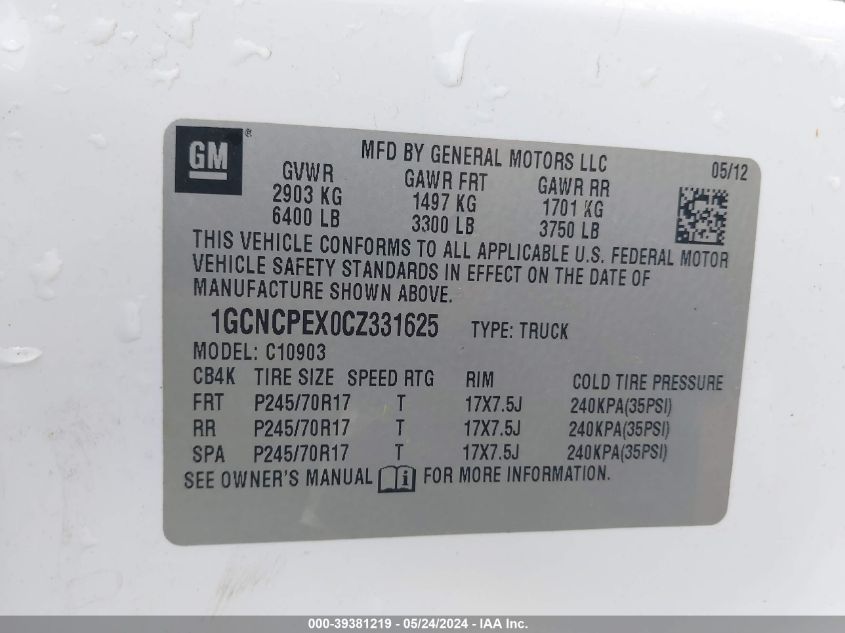 GM ®
MFD BY GENERAL MOTORS LLC 05/12
GVWR GAWR FRT GAWR RR
2903 KG 1497 KG 1701 KG
6400 LB 3300 LB 3750 LB
THIS VEHICLE CONFORMS TO ALL APPLICABLE U.S. FEDERAL MOTOR
VEHICLE SAFETY STANDARDS IN EFFECT ON THE DATE OF
MANUFACTURE SHOWN ABOVE.
1GCNCPEX0CZ331625 TYPE: TRUCK
MODEL: C10903
CB4K TIRE SIZE SPEED RTG RIM COLD TIRE PRESSURE
FRT P245/70R17 T 17X7.5J 240KPA(35PSI)
RR P245/70R17 T 17X7.5J 240KPA(35PSI)
SPA P245/70R17 T 17X7.5J 240KPA(35PSI)
SEE OWNER'S MANUAL i FOR MORE INFORMATION.
000-39381219 - 05/24/2024 - IAA Inc.